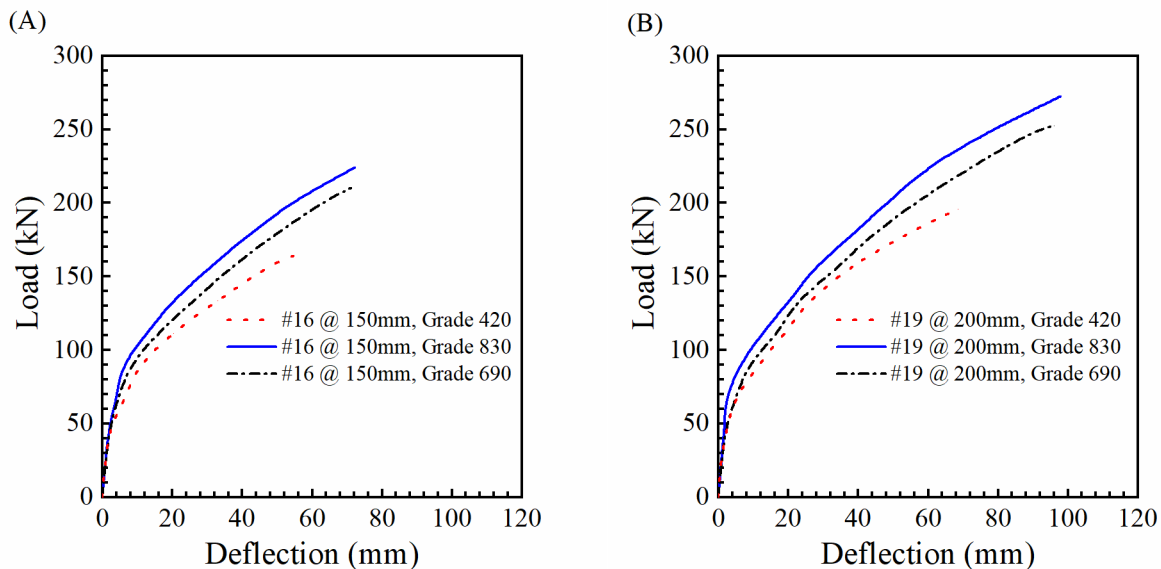 (A)
300
250
200
150
100
50
0
Load (kN)
#16 @ 150mm, Grade 420
#16 @ 150mm, Grade 830
#16 @ 150mm, Grade 690
0 20 40 60 80 100 120
Deflection (mm)
(B)
300
250
200
150
100
50
0
Load (kN)
#19 @ 200mm, Grade 420
#19 @ 200mm, Grade 830
#19 @ 200mm, Grade 690
0 20 40 60 80 100 120
Deflection (mm)